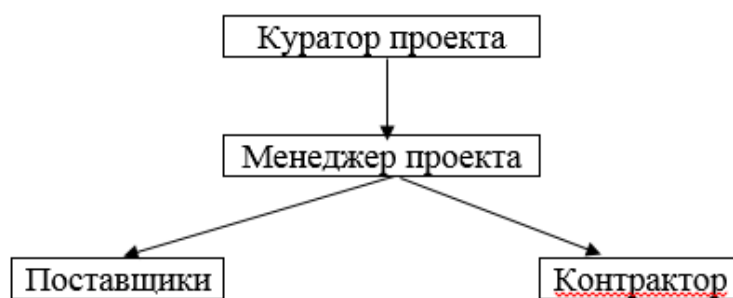 Куратор проекта
Менеджер проекта
Поставщики
Контрактор